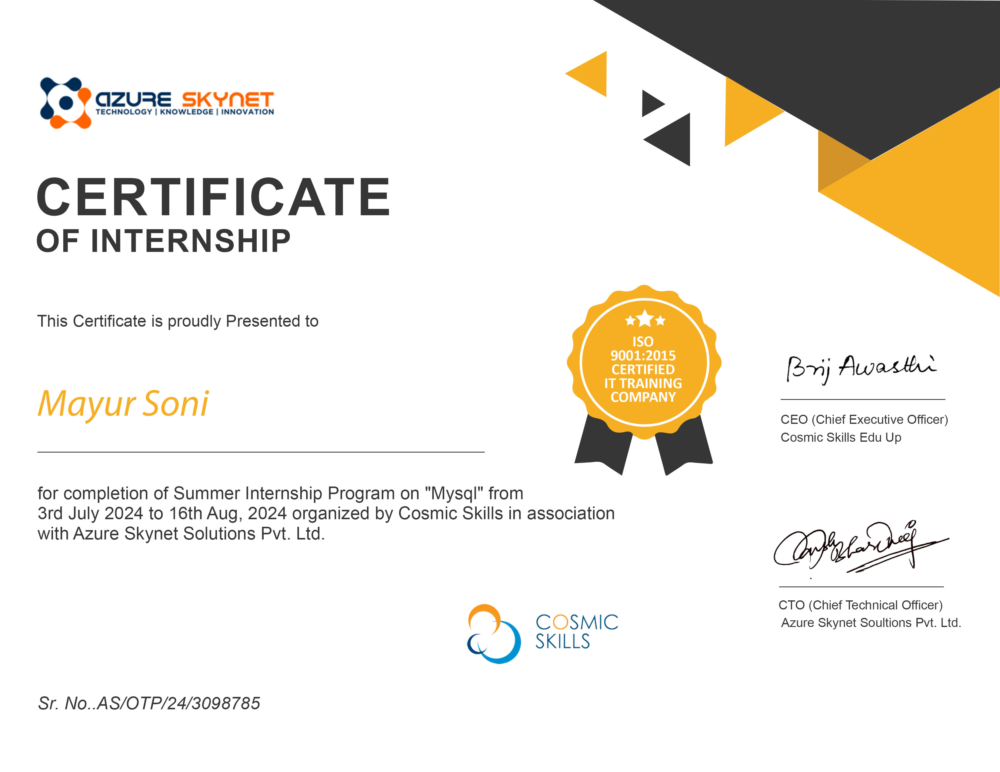 AZURE SKYNET
TECHNOLOGY | KNOWLEDGE | INNOVATION
CERTIFICATE
OF INTERNSHIP
This Certificate is proudly Presented to
Mayur Soni
for completion of Summer Internship Program on "Mysql" from
3rd July 2024 to 16th Aug, 2024 organized by Cosmic Skills in association
with Azure Skynet Solutions Pvt. Ltd.
ISO
9001:2015
CERTIFIED
IT TRAINING
COMPANY
Brij Awasthi
CEO (Chief Executive Officer)
Cosmic Skills Edu Up
CTO (Chief Technical Officer)
Azure Skynet Soultions Pvt. Ltd.
COSMIC
SKILLS
Sr. No..AS/OTP/24/3098785